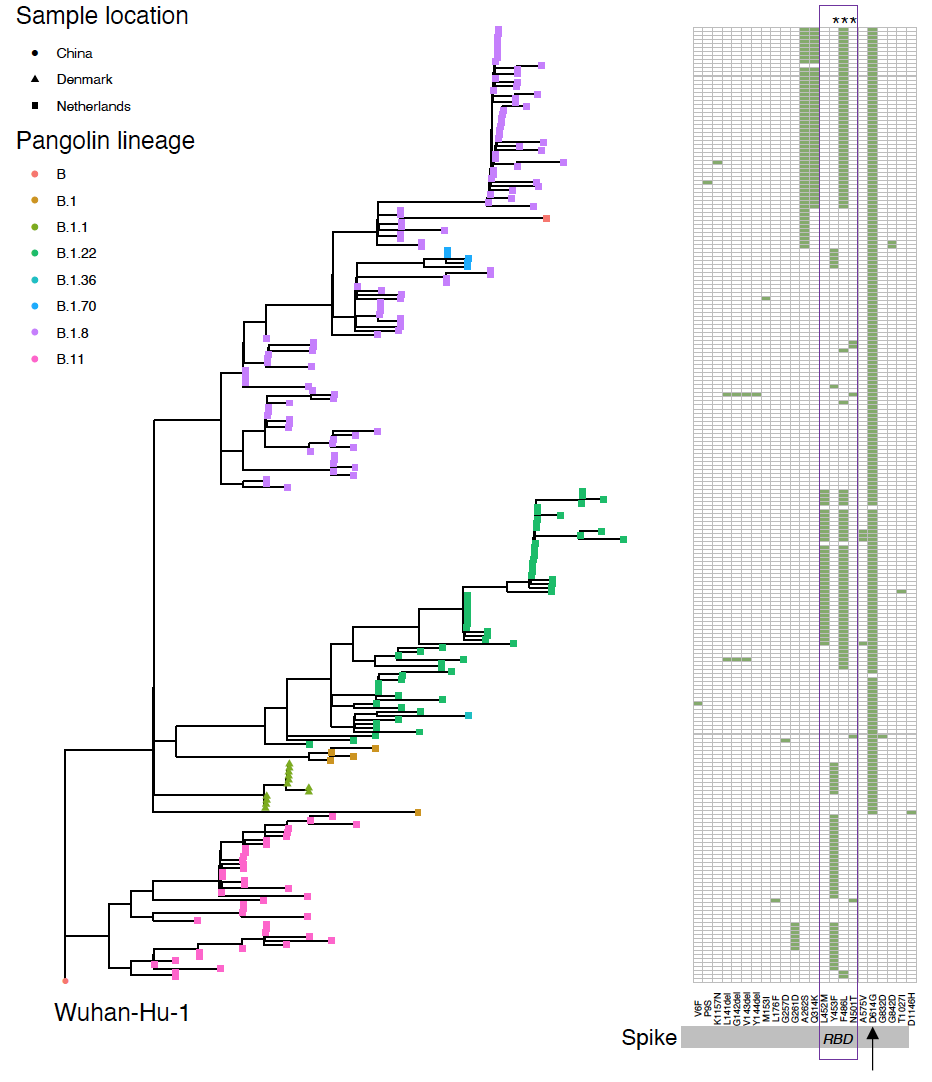 Sample location
China
Denmark
Netherlands
Pangolin lineage
B
B.1
B.1.1
B.1.22
B.1.36
B.1.70
B.1.8
B.11
***
Wuhan-Hu-1
V6F
P9S
K1157N
L141del
G142del
V143del
Y144del
M153I
L176F
G257D
G261D
A262S
Q314K
L452M
Y453F
F486L
N501T
A575V
D614G
G832D
G842D
T1027I
D1146H
Spike
RBD